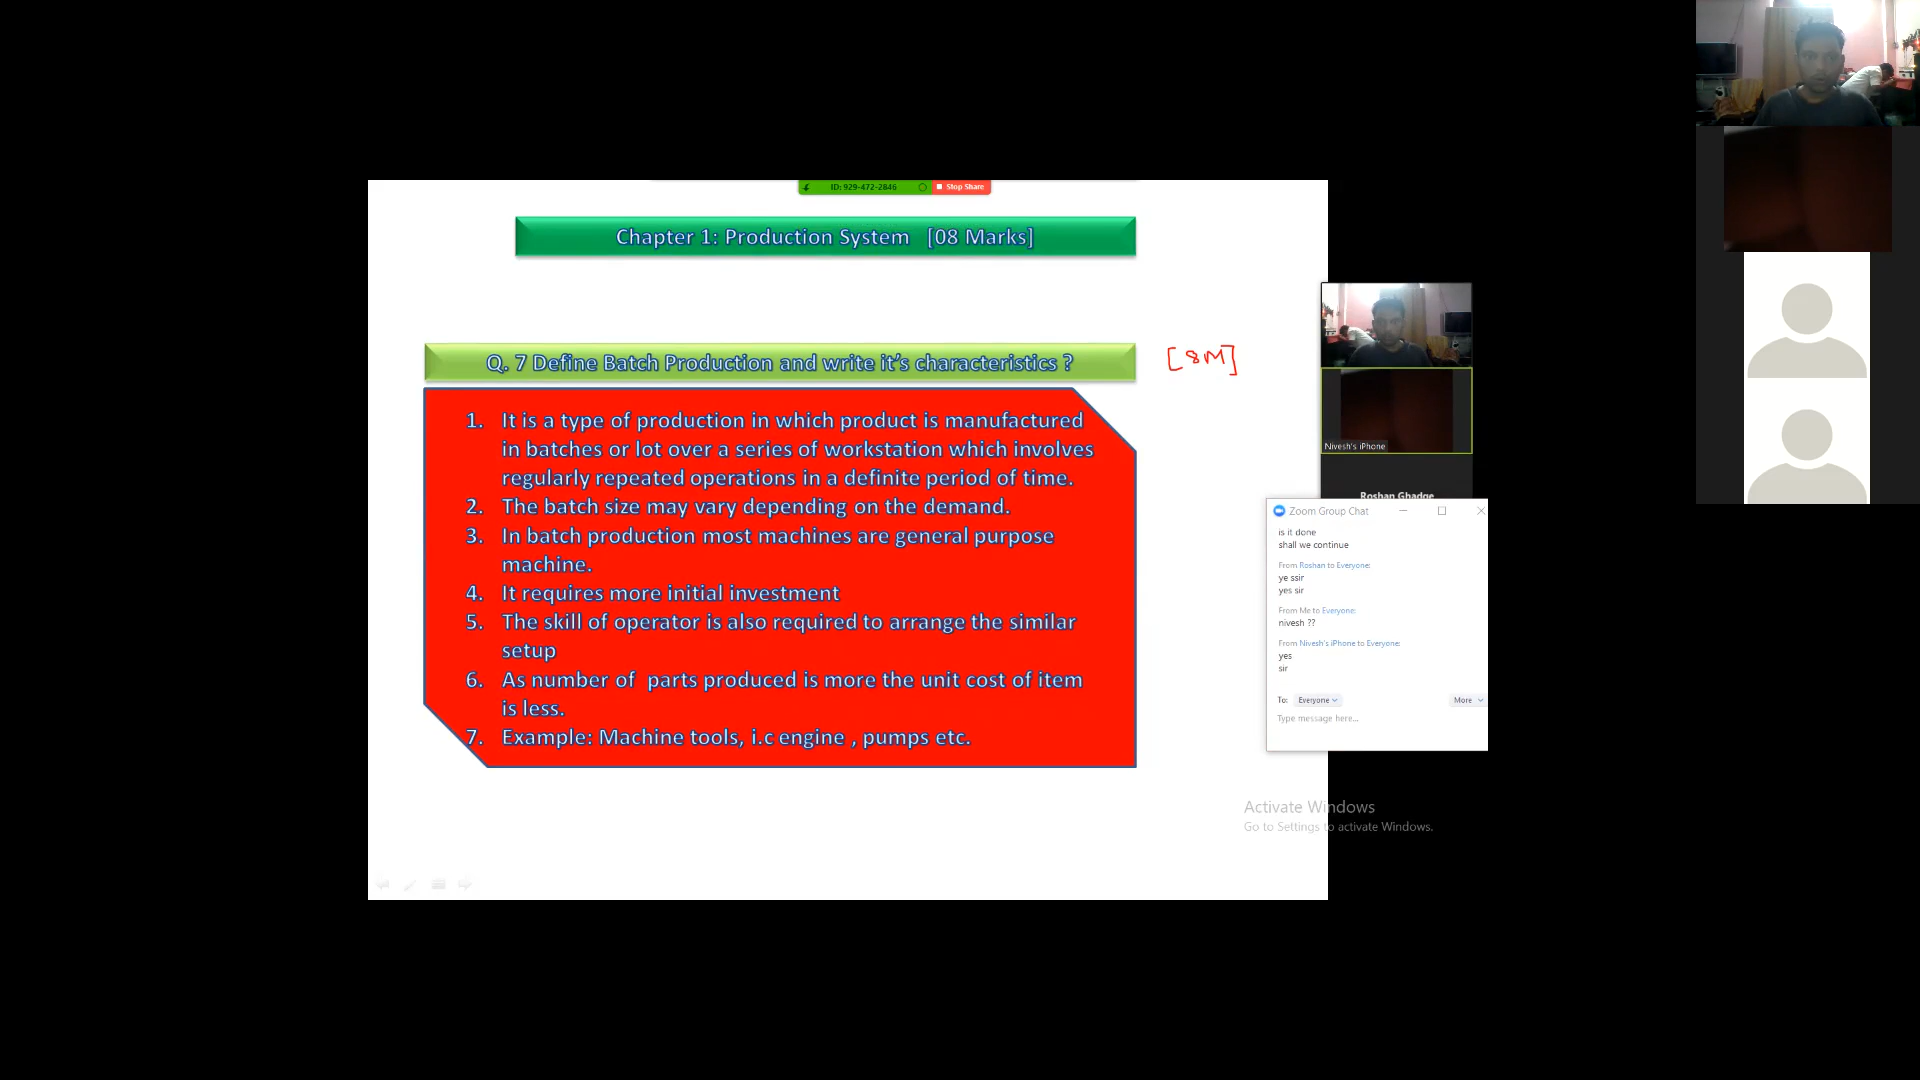 ID: 929-472-2846 Stop Share
Chapter 1: Production System [08 Marks]
Q. 7 Define Batch Production and write it's characteristics ?
[8M]
1. It is a type of production in which product is manufactured
in batches or lot over a series of workstation which involves
regularly repeated operations in a definite period of time.
2. The batch size may vary depending on the demand.
3. In batch production most machines are general purpose
machine.
4. It requires more initial investment
5. The skill of operator is also required to arrange the similar
setup
6. As number of parts produced is more the unit cost of item
is less.
7. Example: Machine tools, i.c engine , pumps etc.
Nivesh's iPhone
Roshan Ghadge
Zoom Group Chat
is it done
shall we continue
From Roshan to Everyone:
ye ssir
yes sir
From Me to Everyone:
nivesh ??
From Nivesh's iPhone to Everyone:
yes
sir
To: Everyone More
Type message here...
Activate Windows
Go to Settings to activate Windows.